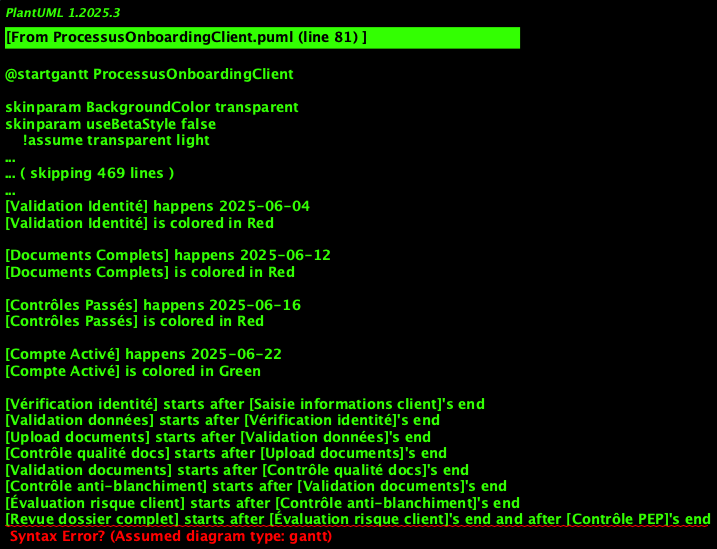 PlantUML 1.2025.3
[From ProcessusOnboardingClient.puml (line 81) ]
@startgantt ProcessusOnboardingClient
skinparam BackgroundColor transparent
skinparam useBetaStyle false
!assume transparent light
...
... ( skipping 469 lines )
...
[Validation Identité] happens 2025-06-04
[Validation Identité] is colored in Red
[Documents Complets] happens 2025-06-12
[Documents Complets] is colored in Red
[Contrôles Passés] happens 2025-06-16
[Contrôles Passés] is colored in Red
[Compte Activé] happens 2025-06-22
[Compte Activé] is colored in Green
[Vérification identité] starts after [Saisie informations client]'s end
[Validation données] starts after [Vérification identité]'s end
[Upload documents] starts after [Validation données]'s end
[Contrôle qualité docs] starts after [Upload documents]'s end
[Validation documents] starts after [Contrôle qualité docs]'s end
[Contrôle anti-blanchiment] starts after [Validation documents]'s end
[Évaluation risque client] starts after [Contrôle anti-blanchiment]'s end
[Revue dossier complet] starts after [Évaluation risque client]'s end and after [Contrôle PEP]'s end
Syntax Error? (Assumed diagram type: gantt)